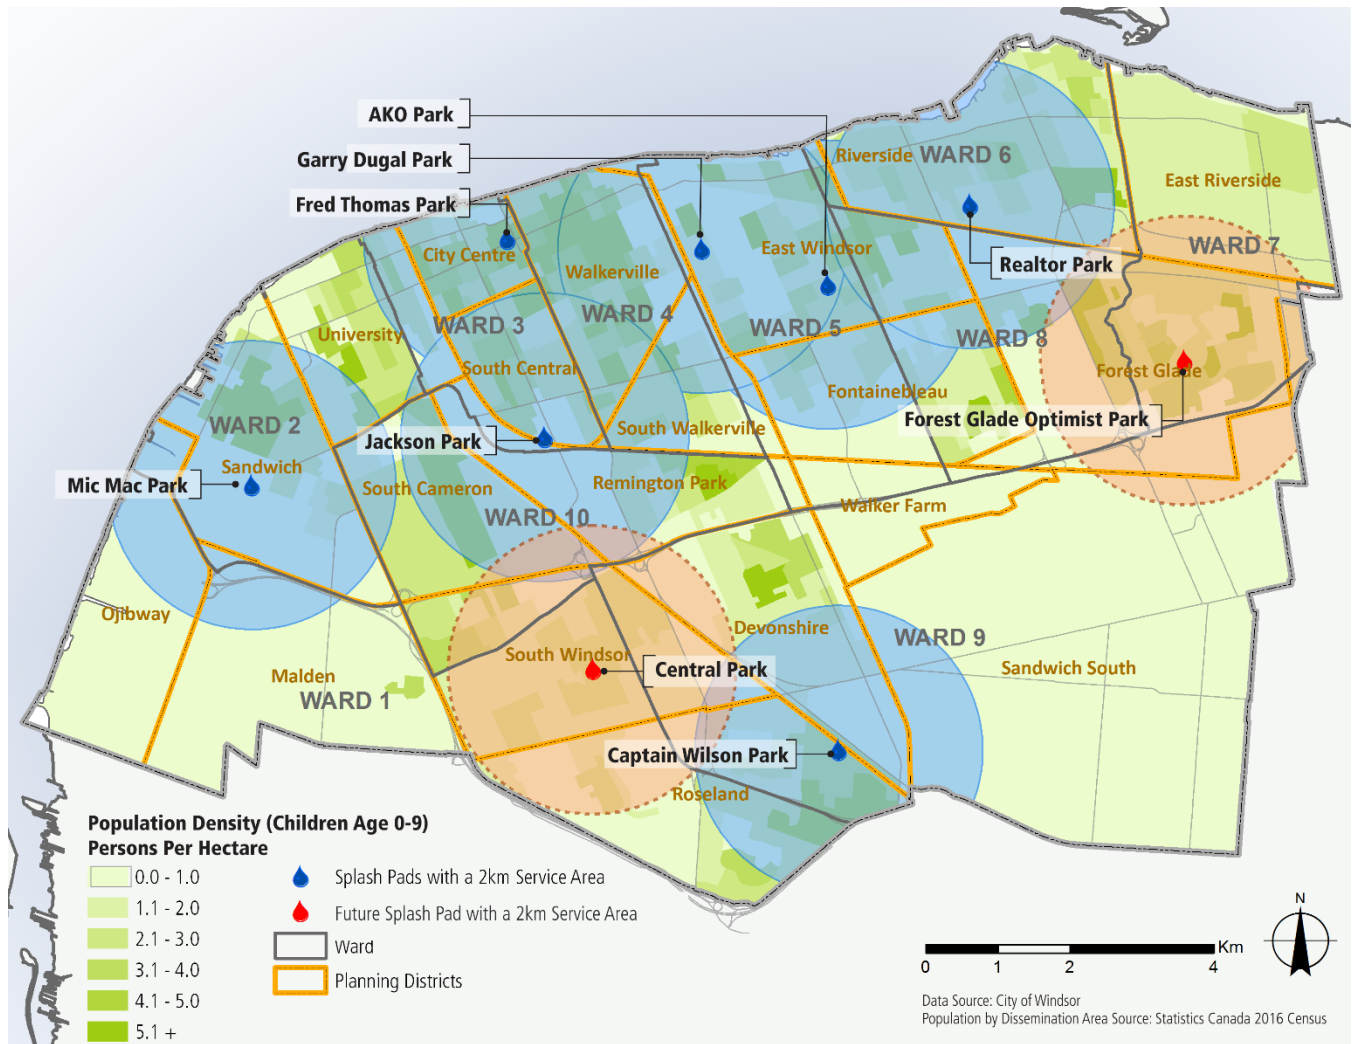 AKO Park
Garry Dugal Park
Fred Thomas Park
Riverside
WARD 6
East Riverside
City Centre
Walkerville
East Windsor
WARD 7
Realtor Park
University
WARD 3
WARD 4
WARD 5
WARD 8
South Central
Forest Glade
Fontainebleau
WARD 2
Jackson Park
South Walkerville
Forest Glade Optimist Park
Sandwich
Mic Mac Park
South Cameron
Remington Park
WARD 10
Walker Farm
Ojibway
Devonshire
WARD 9
South Windsor
Central Park
Sandwich South
Malden
WARD 1
Captain Wilson Park
Roseland
Population Density (Children Age 0-9)
Persons Per Hectare
0.0 - 1.0
1.1 - 2.0
2.1 - 3.0
3.1 - 4.0
4.1 - 5.0
5.1 +
Splash Pads with a 2km Service Area
Future Splash Pad with a 2km Service Area
Ward
Planning Districts
N
Km
0 1 2 4
Data Source: City of Windsor
Population by Dissemination Area Source: Statistics Canada 2016 Census